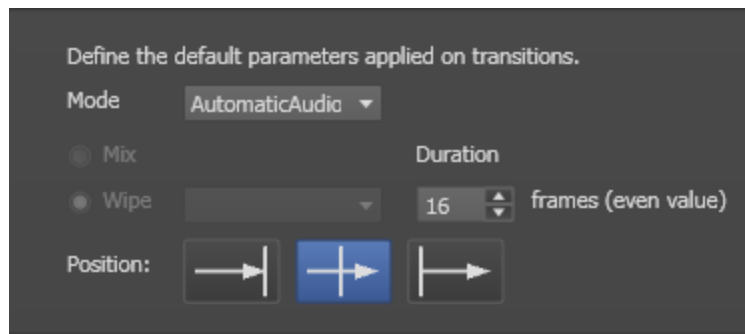 Define the default parameters applied on transitions.
Mode AutomaticAudio
Mix Duration
Wipe 16 frames (even value)
Position: